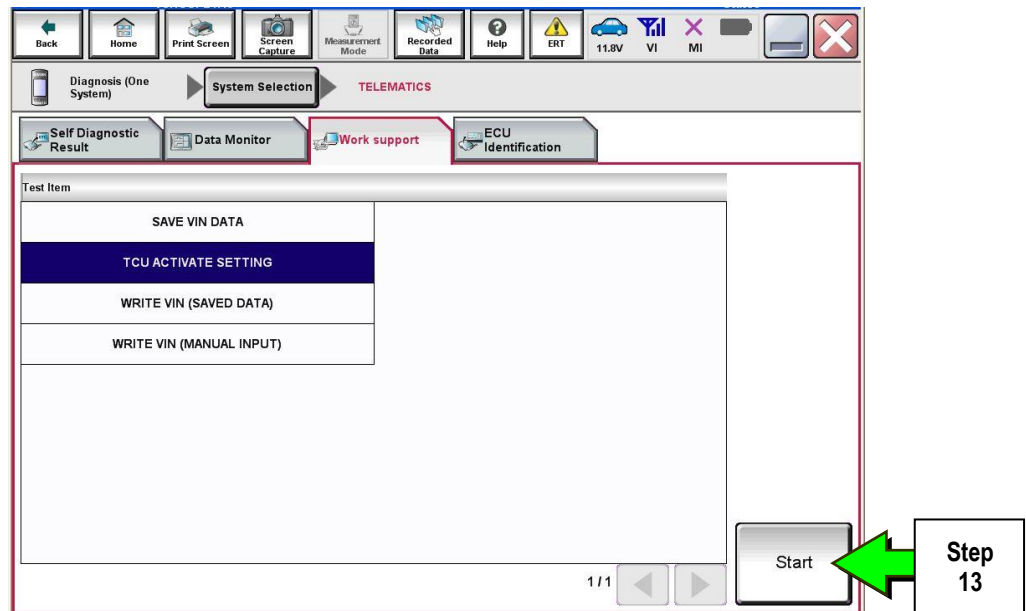 Back
Home
Print Screen
Screen
Capture
Measurement
Mode
Recorded
Data
Help
ERT
11.8V
VI
MI
Diagnosis (One
System)
System Selection
TELEMATICS
Self Diagnostic
Result
Data Monitor
Work support
ECU
Identification
Test Item
SAVE VIN DATA
TCU ACTIVATE SETTING
WRITE VIN (SAVED DATA)
WRITE VIN (MANUAL INPUT)
Start
Step
13
1/1